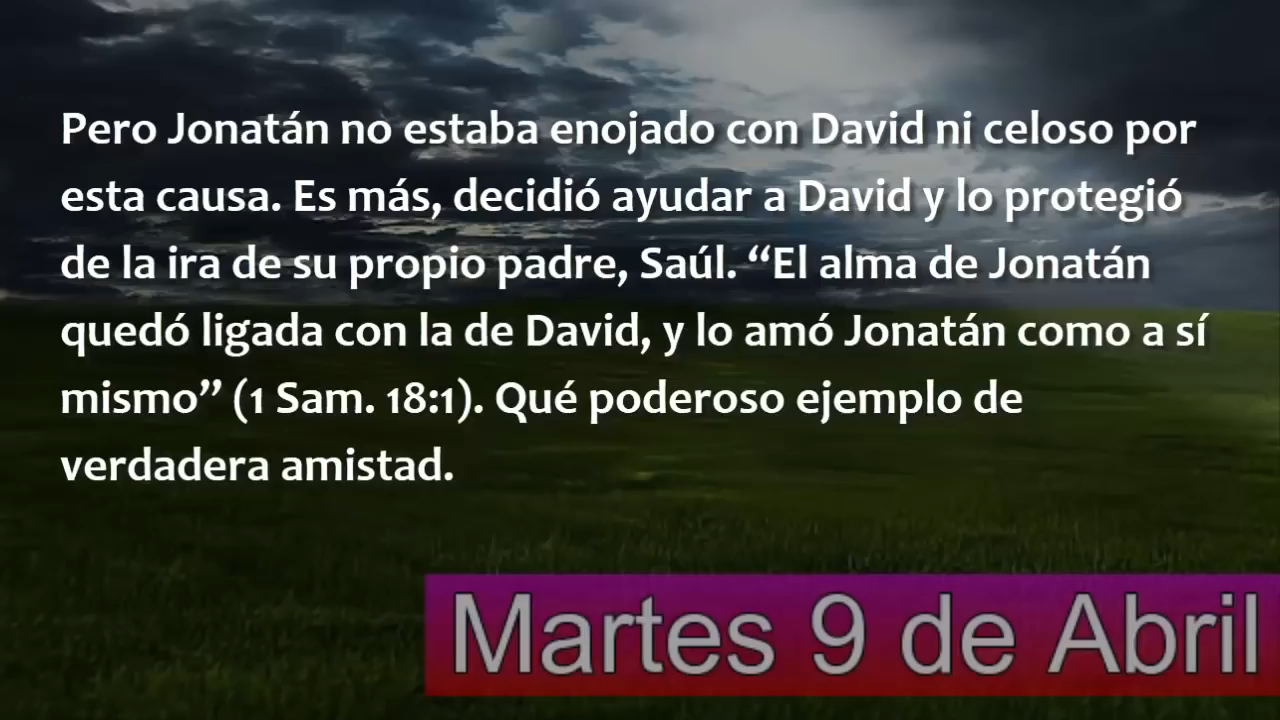 Pero Jonatán no estaba enojado con David ni celoso por
esta causa. Es más, decidió ayudar a David y lo protegió
de la ira de su propio padre, Saúl. “El alma de Jonatán
quedó ligada con la de David, y lo amó Jonatán como a sí
mismo” (1 Sam. 18:1). Qué poderoso ejemplo de
verdadera amistad.
Martes 9 de Abril